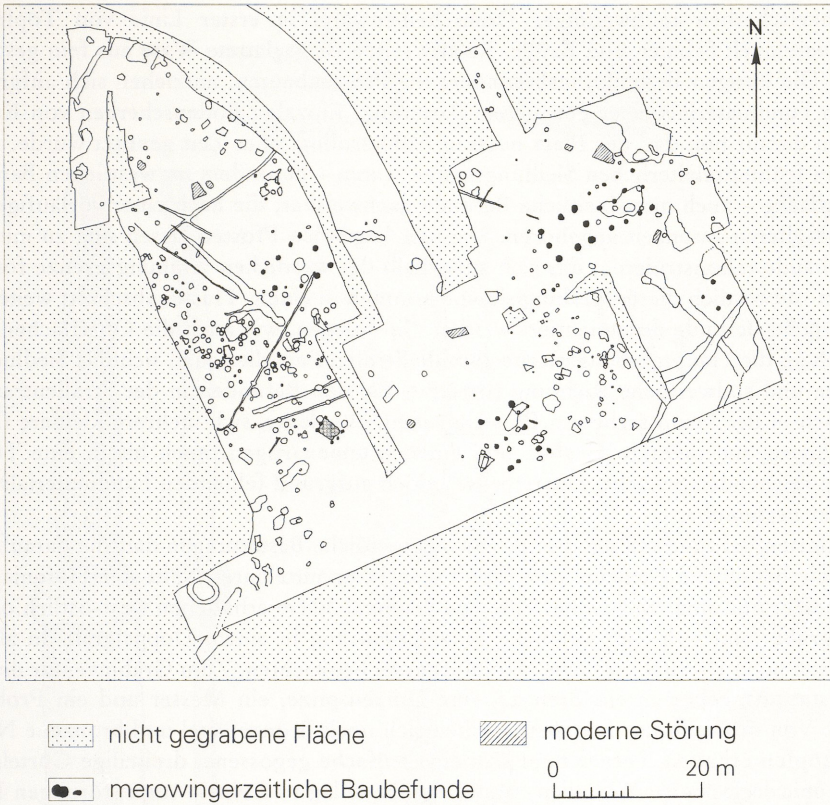 N
nicht gegrabene Fläche
moderne Störung
0 20 m
merowingerzeitliche Baubefunde